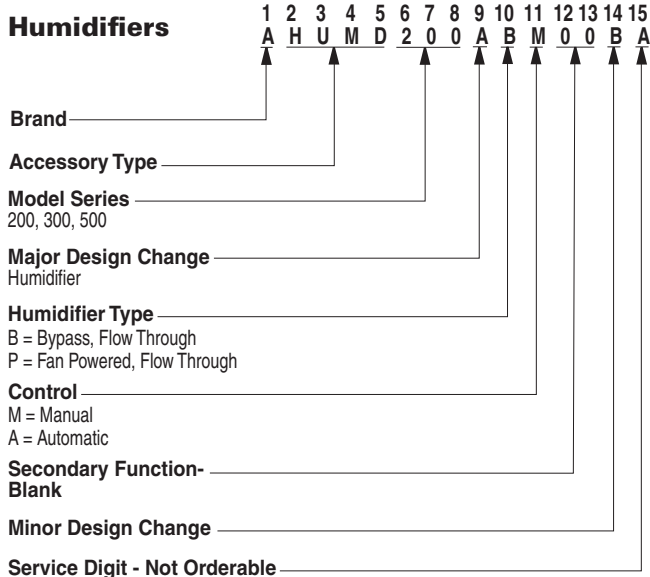 Humidifiers
1 2 3 4 5 6 7 8 9 10 11 12 13 14 15
A H U M D 2 0 0 A B M 0 0 B A
Brand
Accessory Type
Model Series
200, 300, 500
Major Design Change
Humidifier
Humidifier Type
B = Bypass, Flow Through
P = Fan Powered, Flow Through
Control
M = Manual
A = Automatic
Secondary Function-
Blank
Minor Design Change
Service Digit - Not Orderable